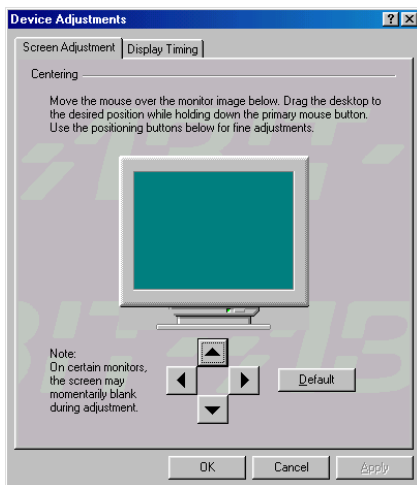 Device Adjustments
Screen Adjustment Display Timing
Centering
Move the mouse over the monitor image below. Drag the desktop to
the desired position while holding down the primary mouse button.
Use the positioning buttons below for fine adjustments.
Note:
On certain monitors,
the screen may
momentarily blank
during adjustment.
Default
OK Cancel Apply